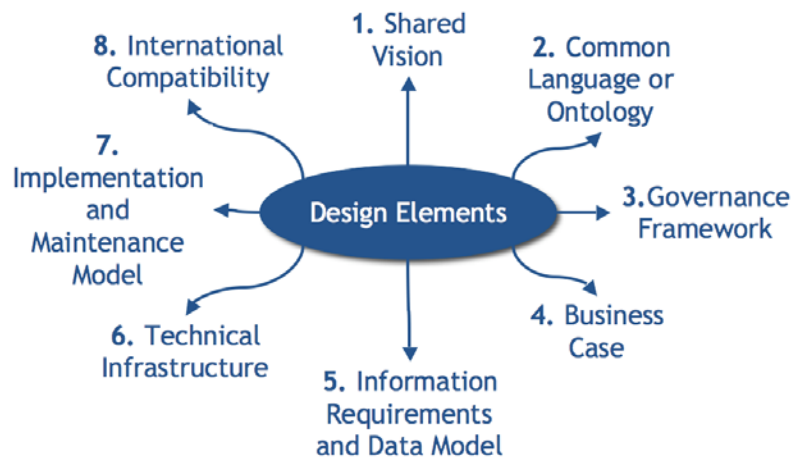 1. Shared
Vision
2. Common
Language or
Ontology
3.Governance
Framework
4. Business
Case
5. Information
Requirements
and Data Model
6. Technical
Infrastructure
7.
Implementation
and
Maintenance
Model
8. International
Compatibility
Design Elements